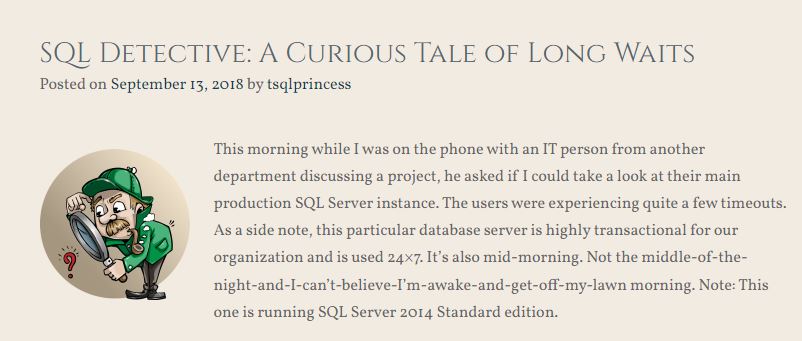 SQL Detective: A Curious Tale of Long Waits
Posted on September 13, 2018 by tsqlprincess
This morning while I was on the phone with an IT person from another
department discussing a project, he asked if I could take a look at their main
production SQL Server instance. The users were experiencing quite a few timeouts.
As a side note, this particular database server is highly transactional for our
organization and is used 24×7. It’s also mid-morning. Not the middle-of-the-
night-and-I-can’t-believe-I’m-awake-and-get-off-my-lawn morning. Note: This
one is running SQL Server 2014 Standard edition.
?